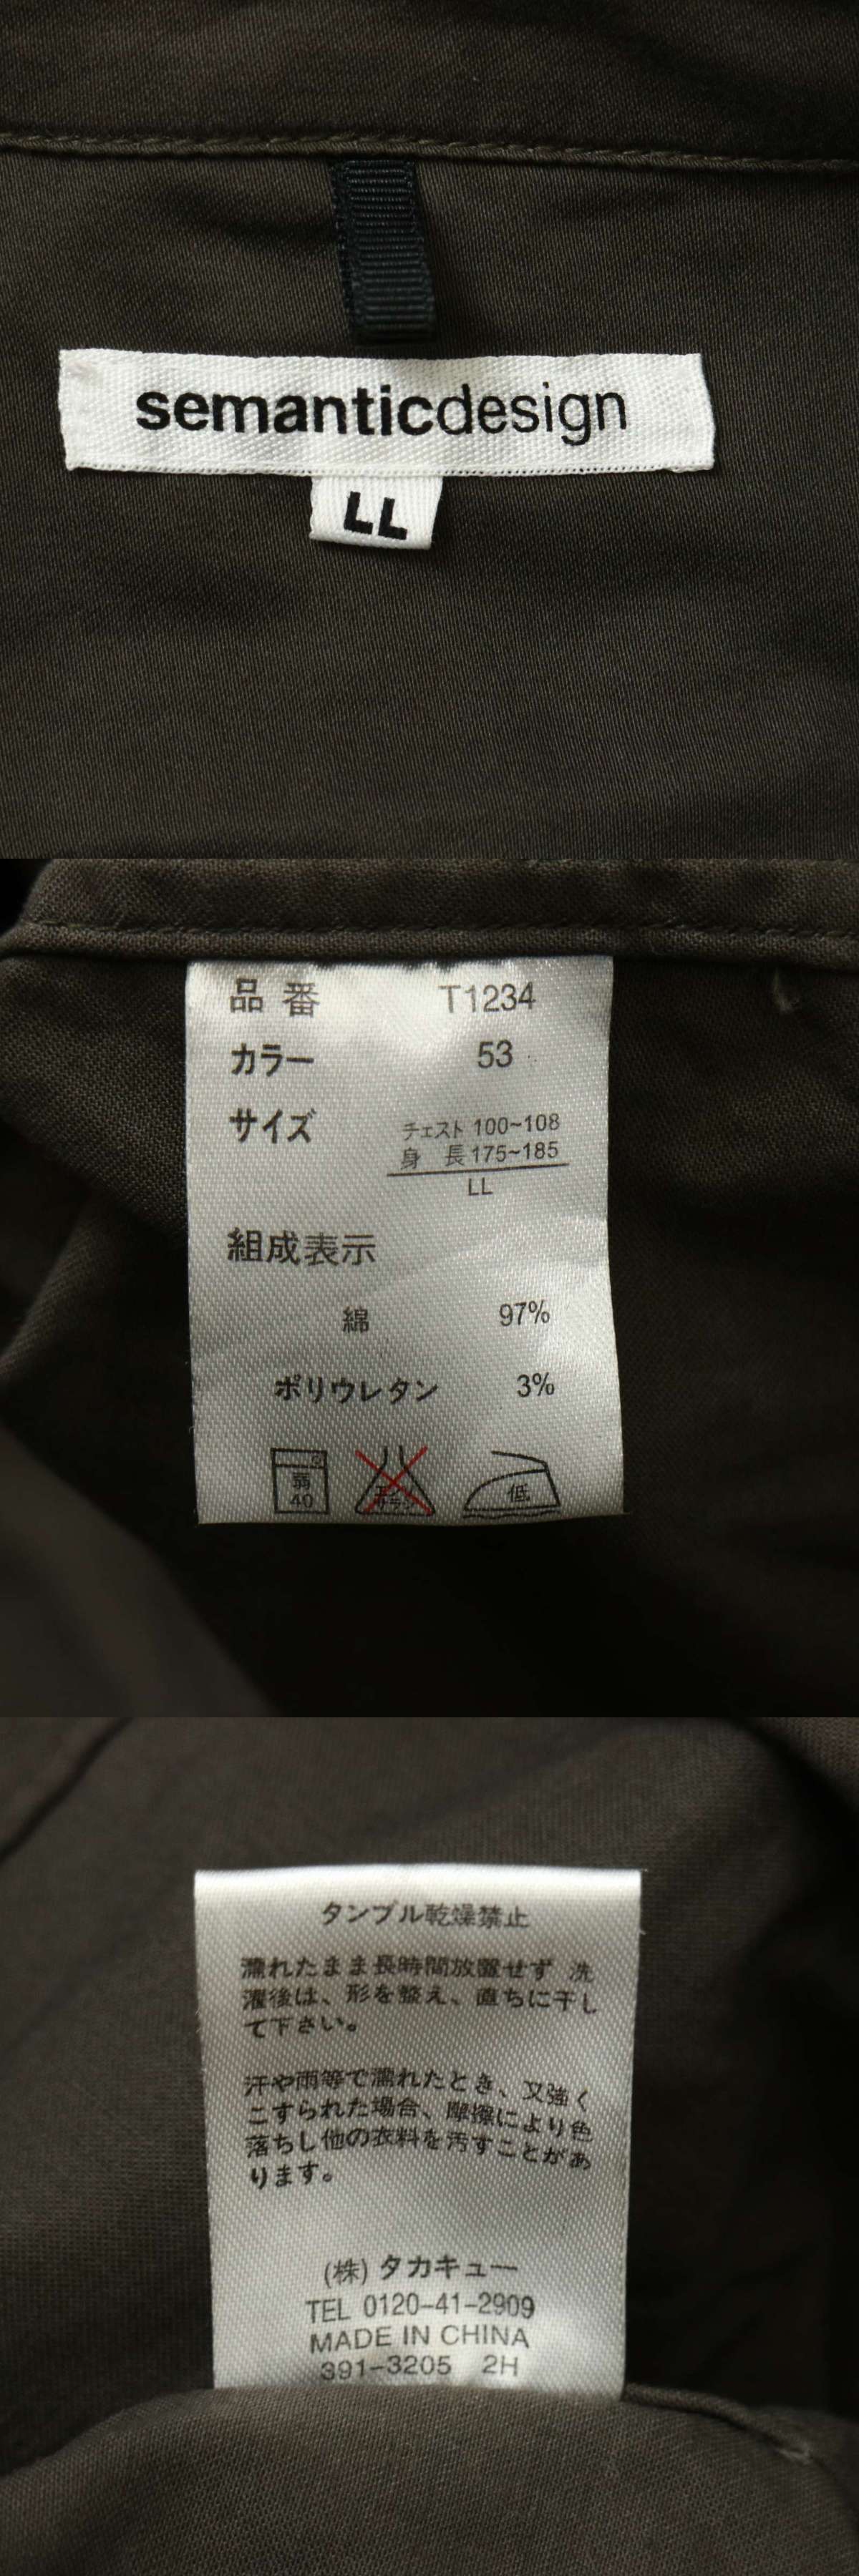 semanticdesign
LL
品番 T1234
カラー 53
サイズ チェスト 100~108
身長 175~185
LL
組成表示
綿 97%
ポリウレタン 3%
弱 40
エンソ サラシ
低
タンブル乾燥禁止
濡れたまま長時間放置せず 洗
濯後は、形を整え、直ちに干し
て下さい。
汗や雨等で濡れたとき、又強く
こすられた場合、摩擦により色
落ちし他の衣料を汚すことがあ
ります。
(株) タカキュー
TEL 0120-41-2909
MADE IN CHINA
391-3205 2H